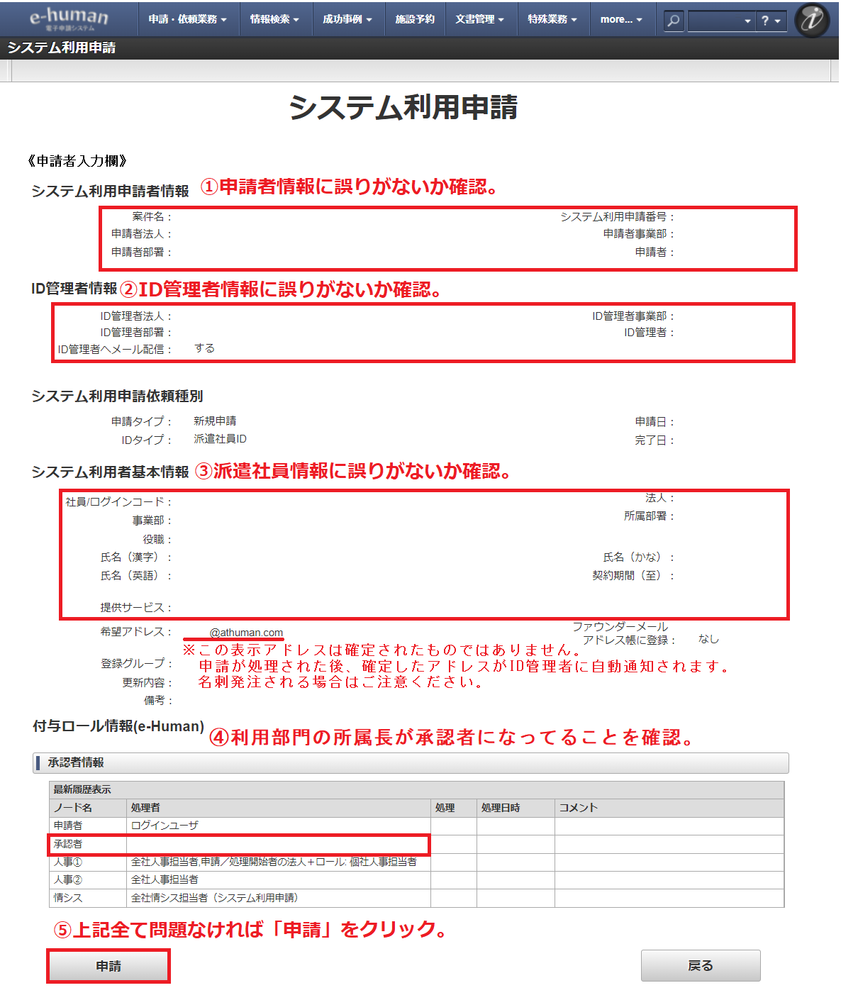 e-human
電子申請システム
申請・依頼業務 情報検索 成功事例 施設予約 文書管理 特殊業務 more... ?
システム利用申請
システム利用申請
《申請者入力欄》
システム利用申請者情報 ①申請者情報に誤りがないか確認。
案件名： システム利用申請番号：
申請者法人： 申請者事業部：
申請者部署： 申請者：
ID管理者情報 ②ID管理者情報に誤りがないか確認。
ID管理者法人： ID管理者事業部：
ID管理者部署： ID管理者：
ID管理者へメール配信： する
システム利用申請依頼種別
申請タイプ： 新規申請 申請日：
IDタイプ： 派遣社員ID 完了日：
システム利用者基本情報 ③派遣社員情報に誤りがないか確認。
社員/ログインコード： 法人：
事業部： 所属部署：
役職：
氏名（漢字）： 氏名（かな）：
氏名（英語）： 契約期間（至）：
提供サービス：
希望アドレス： @athuman.com ファウンダーメール
アドレス帳に登録： なし
※この表示アドレスは確定されたものではありません。
登録グループ： 申請が処理された後、確定したアドレスがID管理者に自動通知されます。
更新内容： 名刺発注される場合はご注意ください。
備考：
付与ロール情報(e-Human) ④利用部門の所属長が承認者になってることを確認。
承認者情報
最新履歴表示
ノード名 処理者 処理 処理日時 コメント
申請者 ログインユーザ
承認者
人事① 全社人事担当者,申請／処理開始者の法人＋ロール: 個社人事担当者
人事② 全社人事担当者
情シス 全社情シス担当者（システム利用申請）
⑤上記全て問題なければ「申請」をクリック。
申請 戻る